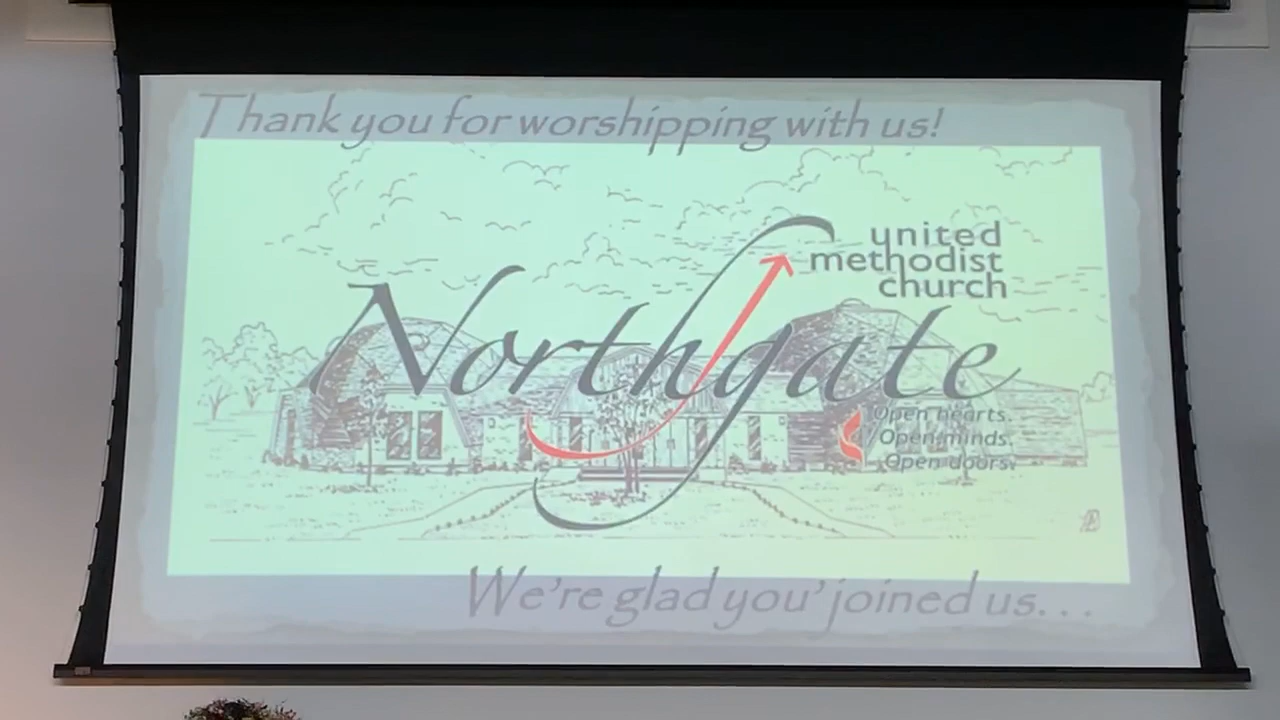 Thank you for worshipping with us!
united
methodist
church
Northgate
Open hearts.
Open minds.
Open doors.
We're glad you' joined us. . .